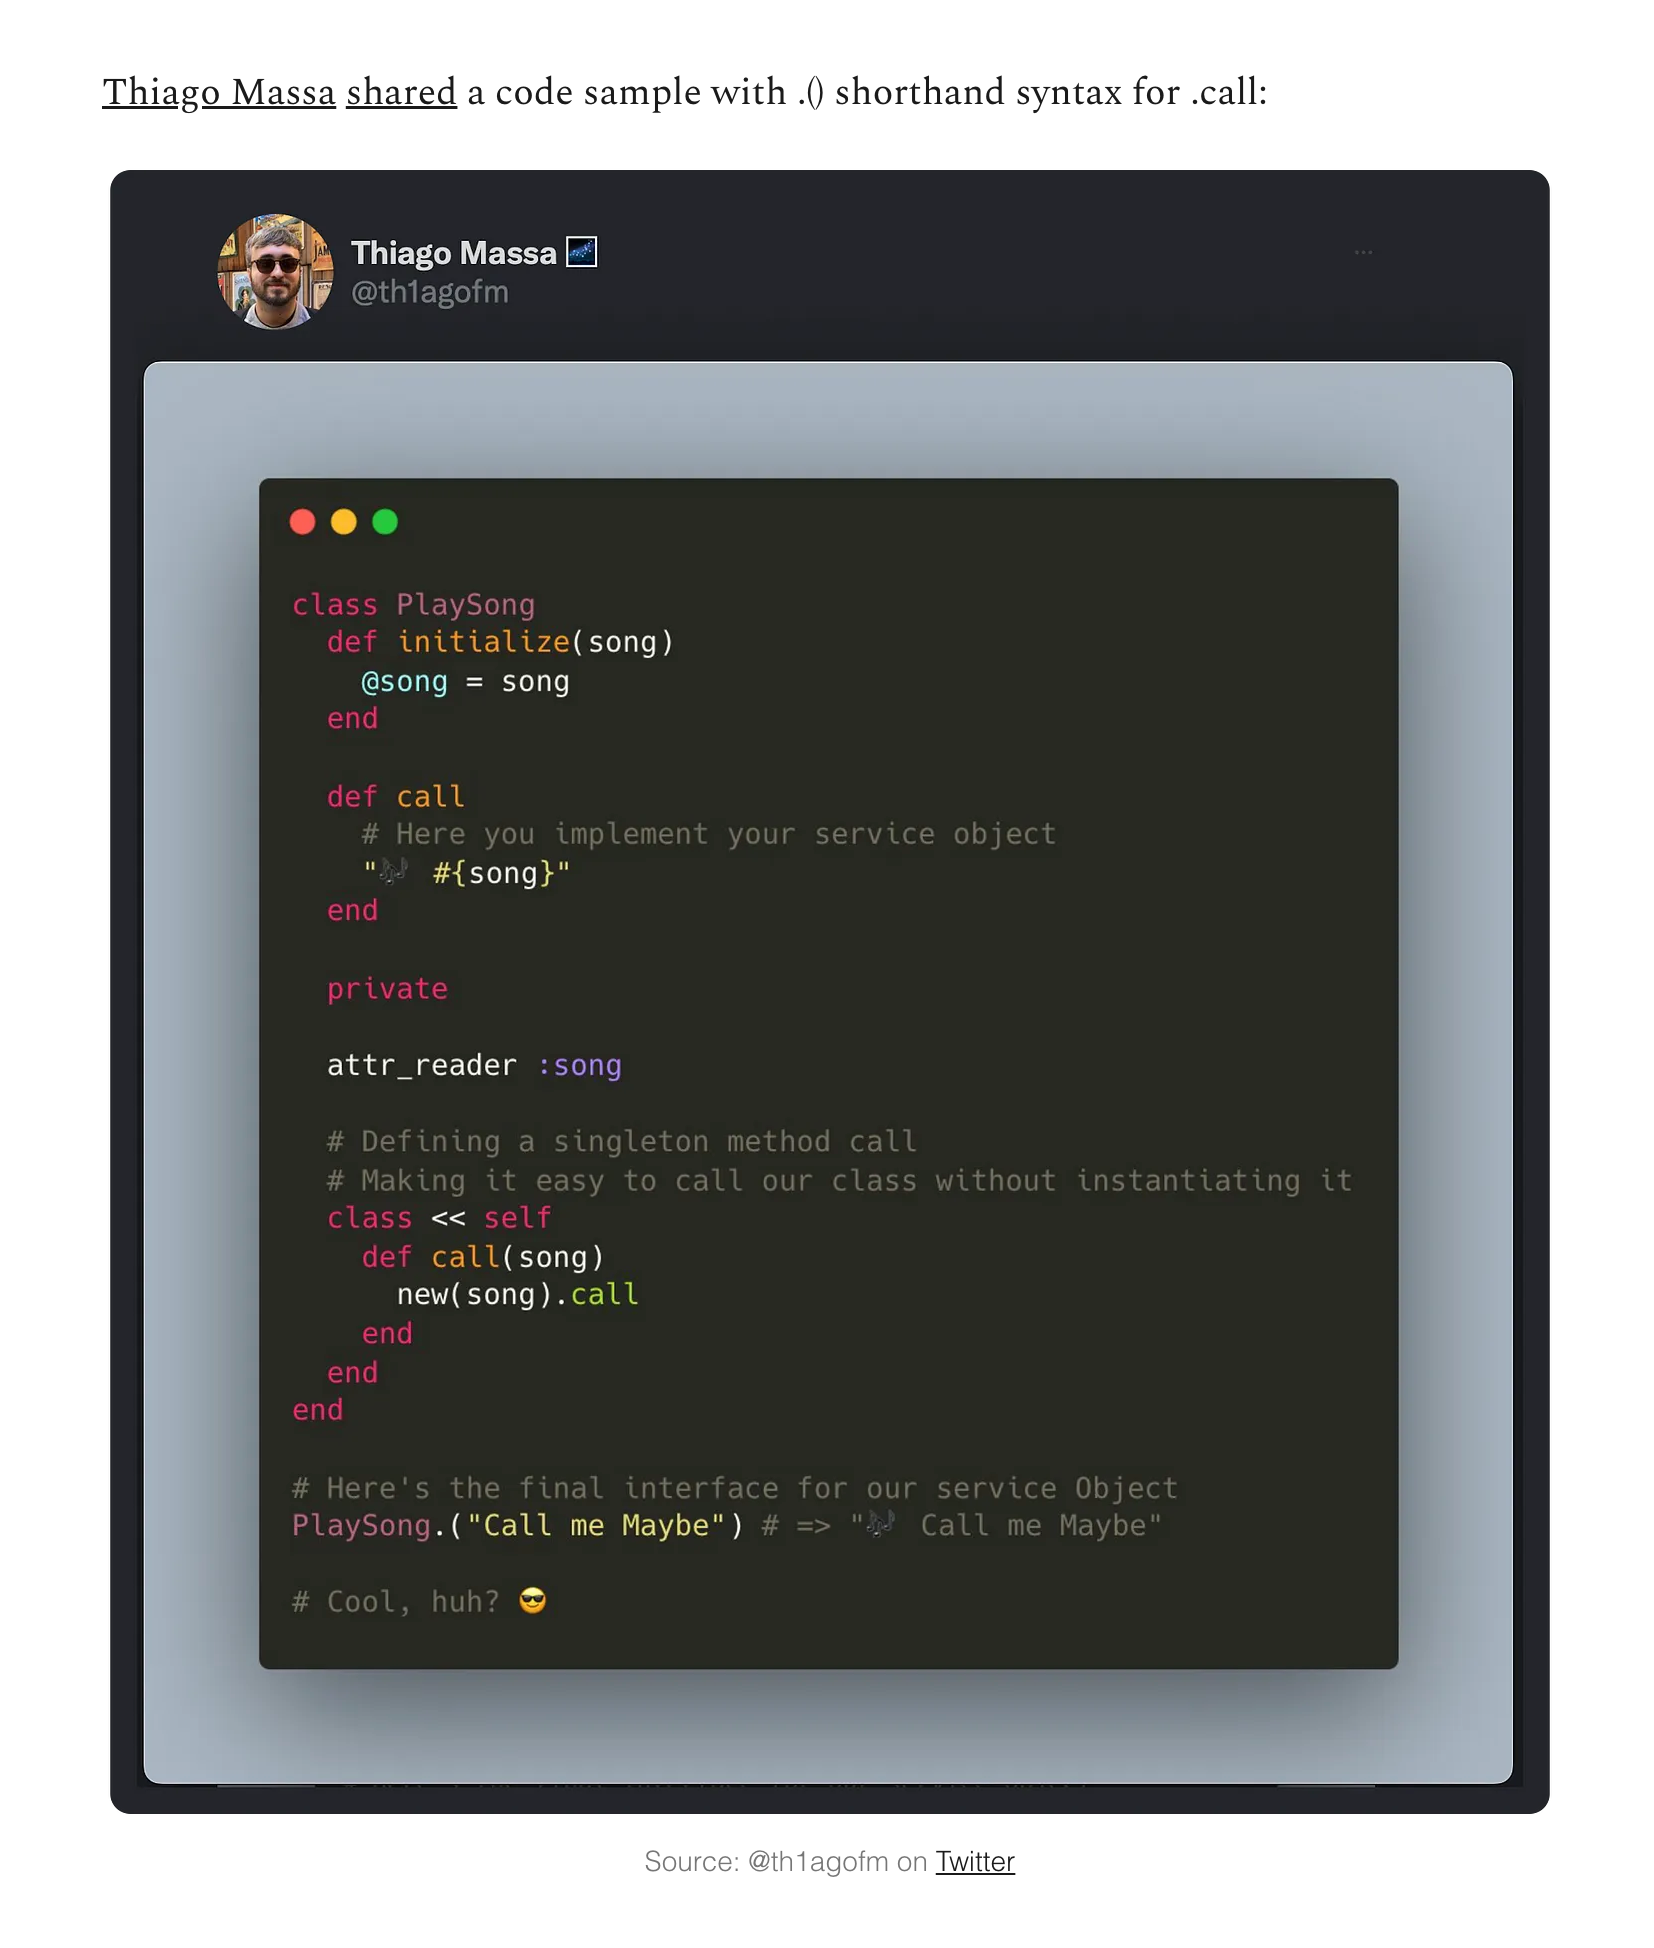 Thiago Massa shared a code sample with .() shorthand syntax for .call:
Thiago Massa 🌌
@th1agofm
...
class PlaySong
  def initialize(song)
    @song = song
  end

  def call
    # Here you implement your service object
    "🎶 #{song}"
  end

  private

  attr_reader :song

  # Defining a singleton method call
  # Making it easy to call our class without instantiating it
  class << self
    def call(song)
      new(song).call
    end
  end
end

# Here's the final interface for our service Object
PlaySong.("Call me Maybe") # => "🎶 Call me Maybe"

# Cool, huh? 😎
Source: @th1agofm on Twitter